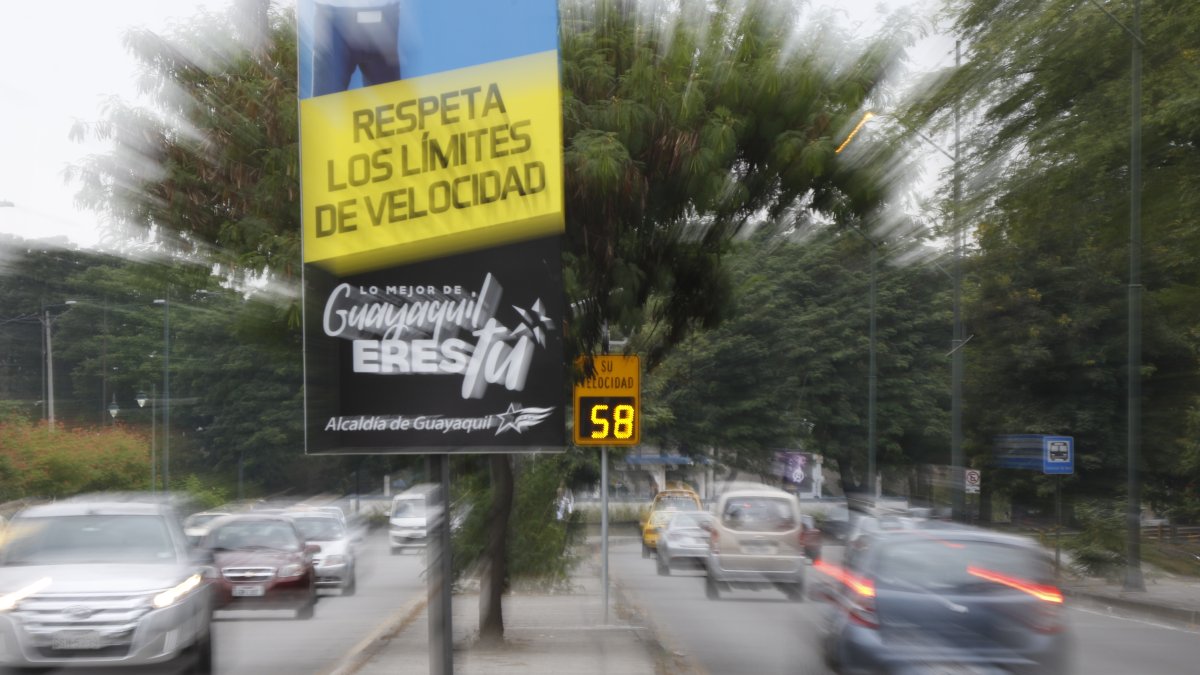 RESPETA
LOS LÍMITES
DE VELOCIDAD
LO MEJOR DE
Guayaquil
ERES tú
Alcaldía de Guayaquil
SU
VELOCIDAD
58